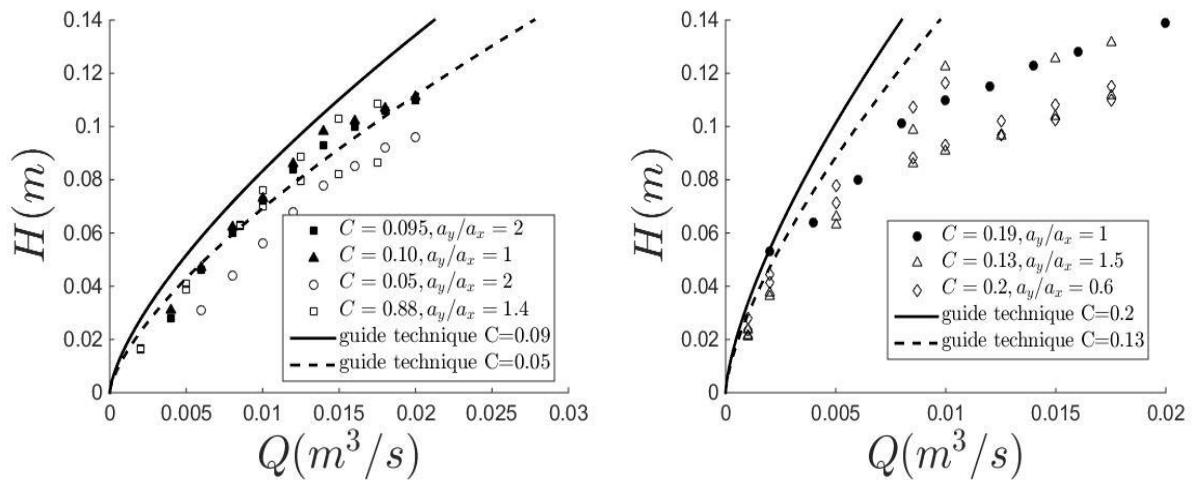 0.14
0.12
0.1
0.08
0.06
0.04
0.02
0
H(m)
C = 0.095, a_y/a_x = 2
C = 0.10, a_y/a_x = 1
C = 0.05, a_y/a_x = 2
C = 0.88, a_y/a_x = 1.4
guide technique C=0.09
guide technique C=0.05
0 0.005 0.01 0.015 0.02 0.025 0.03
Q(m³/s)
0.14
0.12
0.1
0.08
0.06
0.04
0.02
0
H(m)
C = 0.19, a_y/a_x = 1
C = 0.13, a_y/a_x = 1.5
C = 0.2, a_y/a_x = 0.6
guide technique C=0.2
guide technique C=0.13
0 0.005 0.01 0.015 0.02
Q(m³/s)